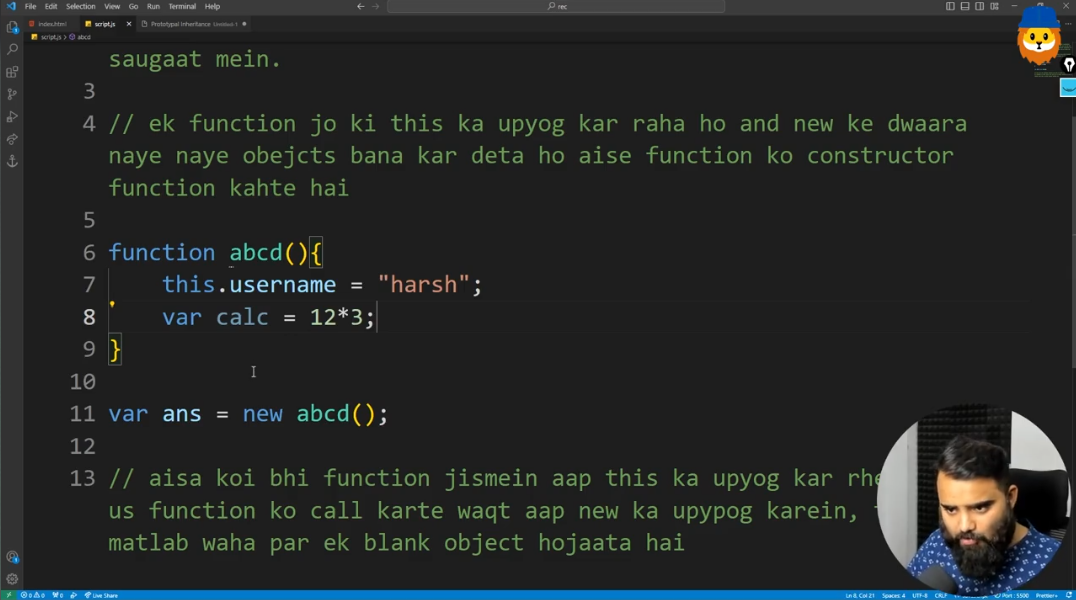 File Edit Selection View Go Run Terminal Help
rec
index.html script.js Prototypal Inheritance Untitled-1
script.js > abcd
saugaat mein.
3
4 // ek function jo ki this ka upyog kar raha ho and new ke dwaara
naye naye obejcts bana kar deta ho aise function ko constructor
function kahte hai
5
6 function abcd(){
7 this.username = "harsh";
8 var calc = 12*3;
9 }
10
11 var ans = new abcd();
12
13 // aisa koi bhi function jismein aap this ka upyog kar
us function ko call karte waqt aap new ka upypog karein,
matlab waha par ek blank object hojaata hai
0 0 0 Live Share Ln 8, Col 21 Spaces: 4 UTF-8 CRLF Port : 5500 Prettier